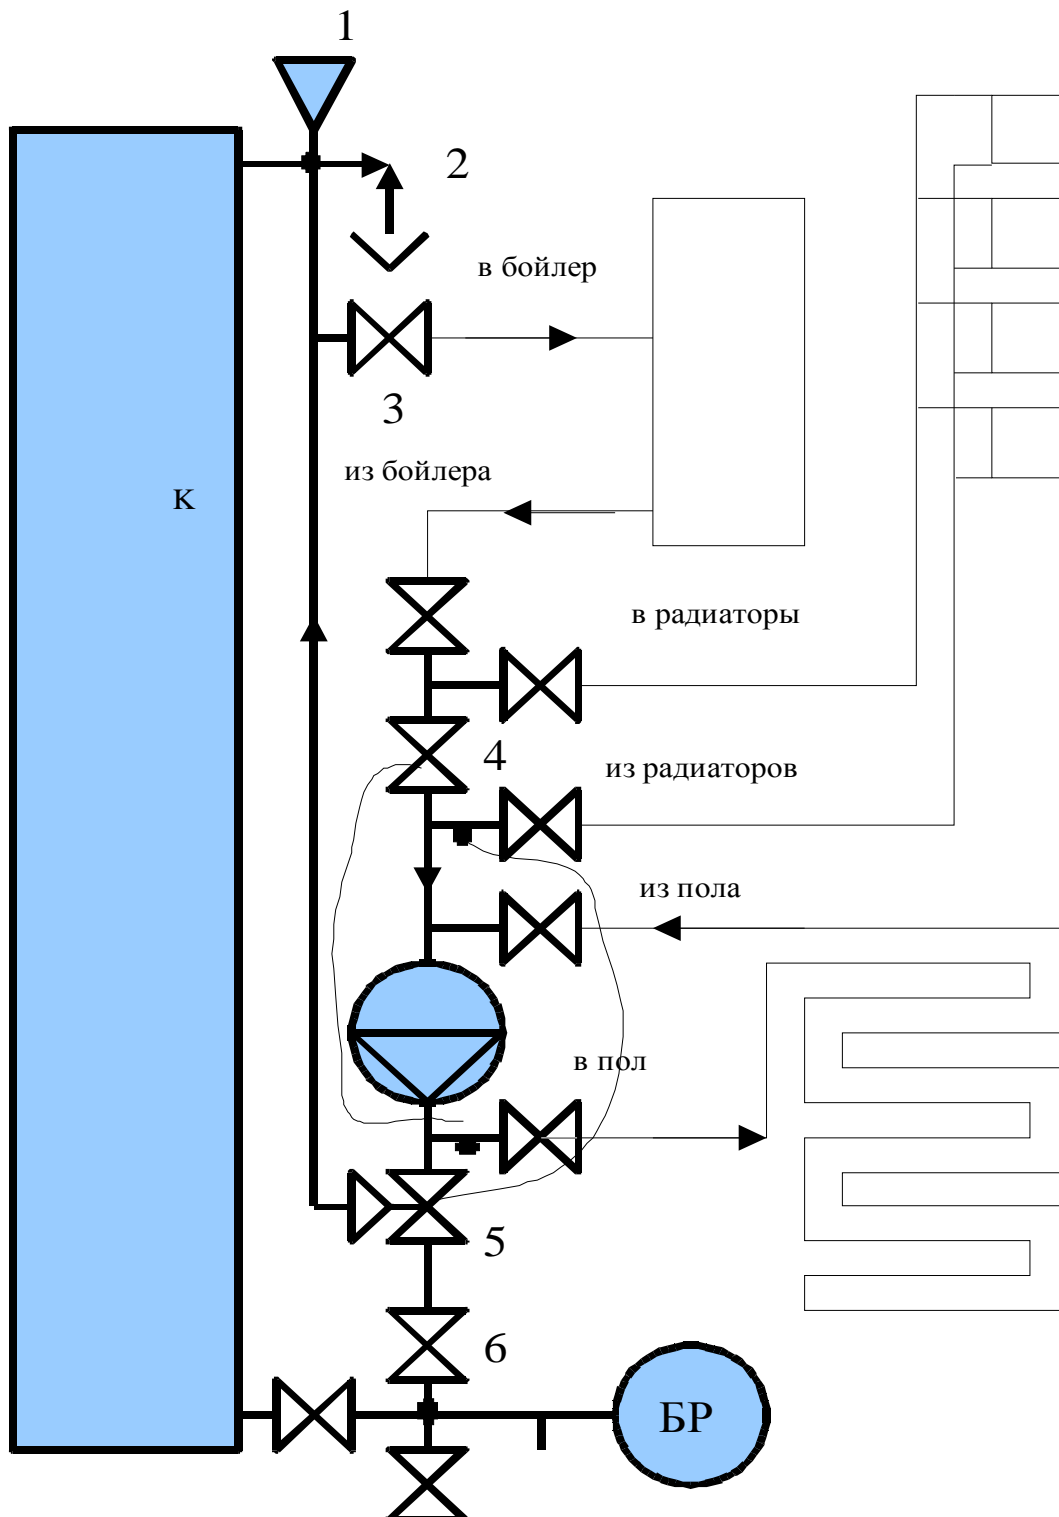 1
2
в бойлер
3
из бойлера
к
в радиаторы
4
из радиаторов
из пола
в пол
5
6
БР